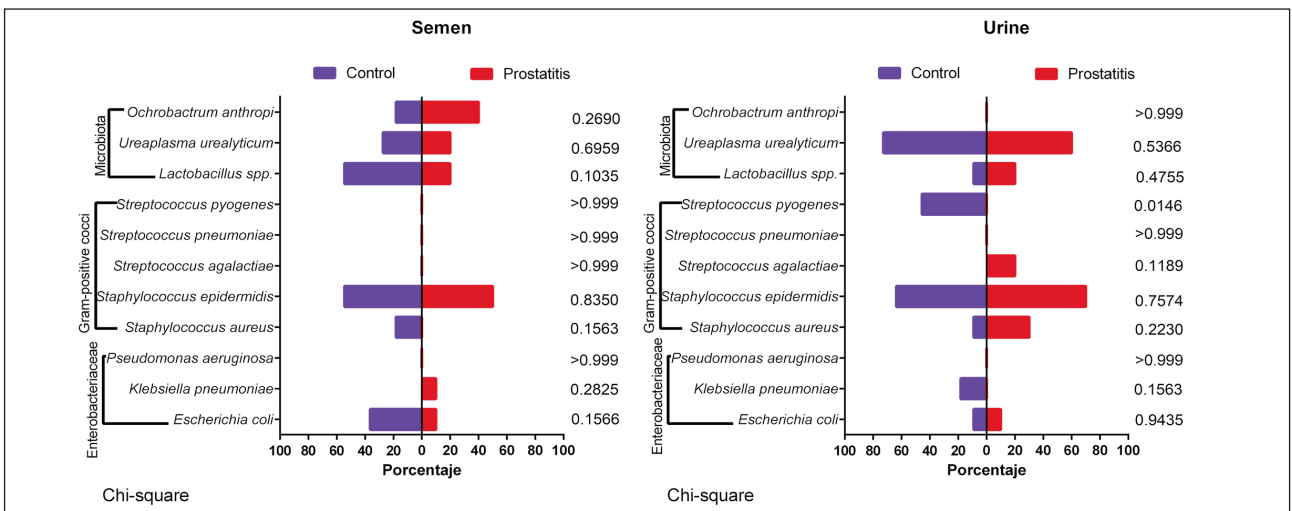 Semen
Control Prostatitis
Microbiota
Ochrobactrum anthropi 0.2690
Ureaplasma urealyticum 0.6959
Lactobacillus spp. 0.1035
Gram-positive cocci
Streptococcus pyogenes >0.999
Streptococcus pneumoniae >0.999
Streptococcus agalactiae >0.999
Staphylococcus epidermidis 0.8350
Staphylococcus aureus 0.1563
Enterobacteriaceae
Pseudomonas aeruginosa >0.999
Klebsiella pneumoniae 0.2825
Escherichia coli 0.1566
100 80 60 40 20 0 20 40 60 80 100
Porcentaje
Chi-square
Urine
Control Prostatitis
Microbiota
Ochrobactrum anthropi >0.999
Ureaplasma urealyticum 0.5366
Lactobacillus spp. 0.4755
Gram-positive cocci
Streptococcus pyogenes 0.0146
Streptococcus pneumoniae >0.999
Streptococcus agalactiae 0.1189
Staphylococcus epidermidis 0.7574
Staphylococcus aureus 0.2230
Enterobacteriaceae
Pseudomonas aeruginosa >0.999
Klebsiella pneumoniae 0.1563
Escherichia coli 0.9435
100 80 60 40 20 0 20 40 60 80 100
Porcentaje
Chi-square